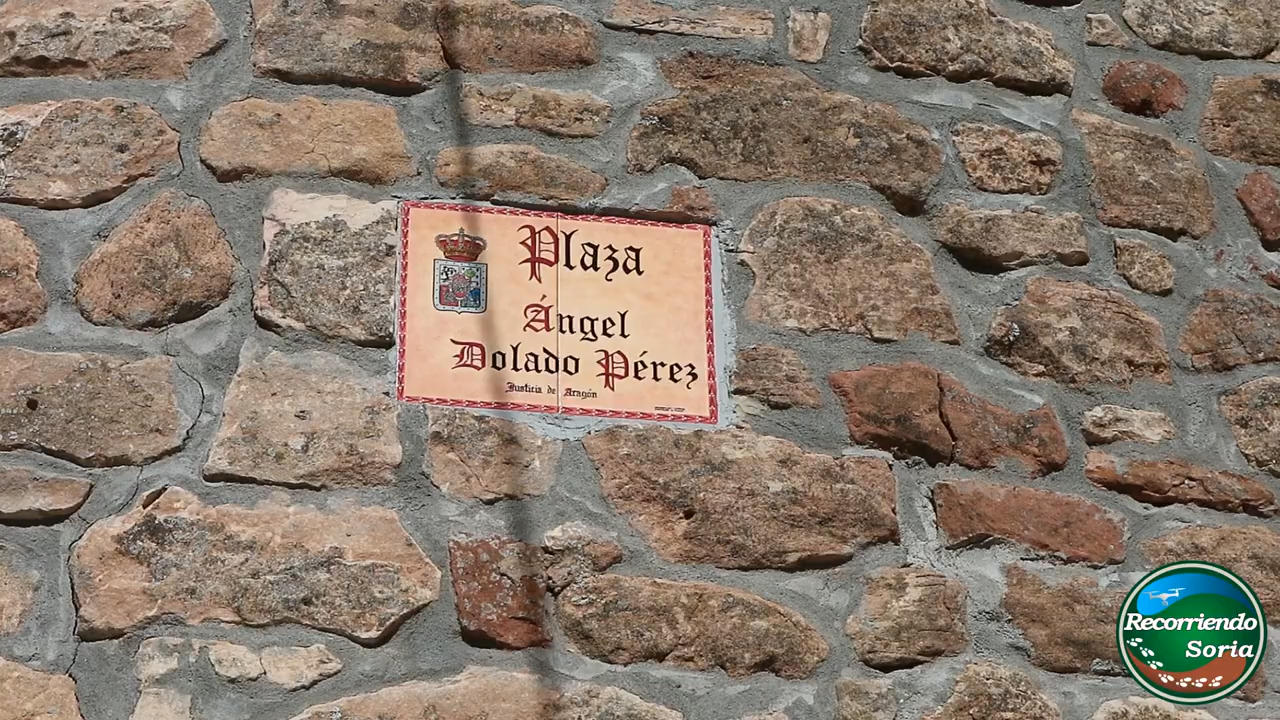 Plaza
Ángel
Dolado Pérez
Justicia de Aragón
Recorriendo
Soria